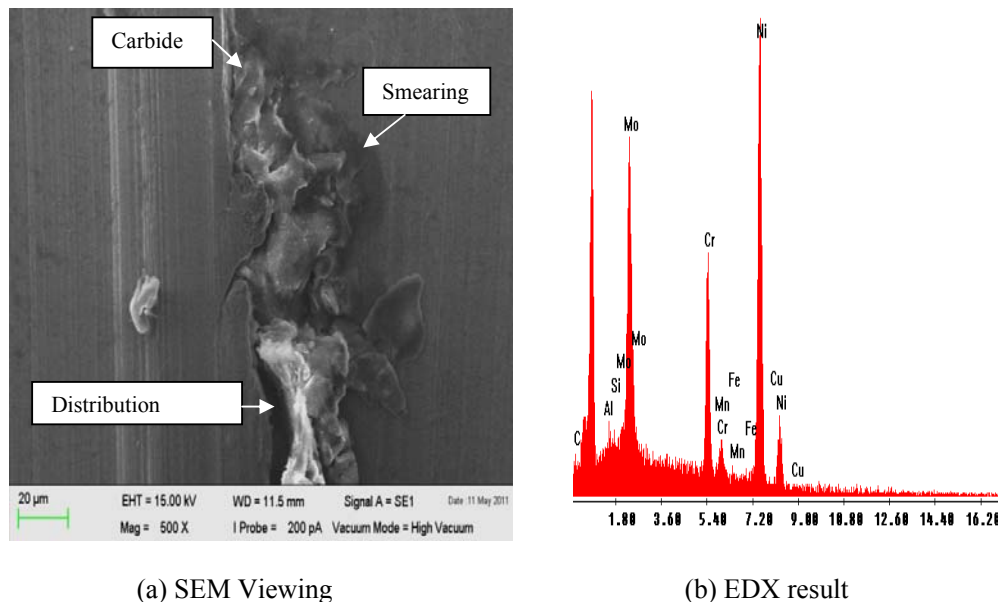 Carbide
Smearing
Distribution
20 µm
EHT = 15.00 kV
WD = 11.5 mm
Signal A = SE1
Date :11 May 2011
Mag = 500 X
I Probe = 200 pA
Vacuum Mode = High Vacuum
(a) SEM Viewing
Ni
Mo
Cr
Mo
Mo
Si
Al
C
Fe
Mn
Cr
Mn
Fe
Cu
Ni
Cu
1.80 3.60 5.40 7.20 9.00 10.80 12.60 14.40 16.20
(b) EDX result